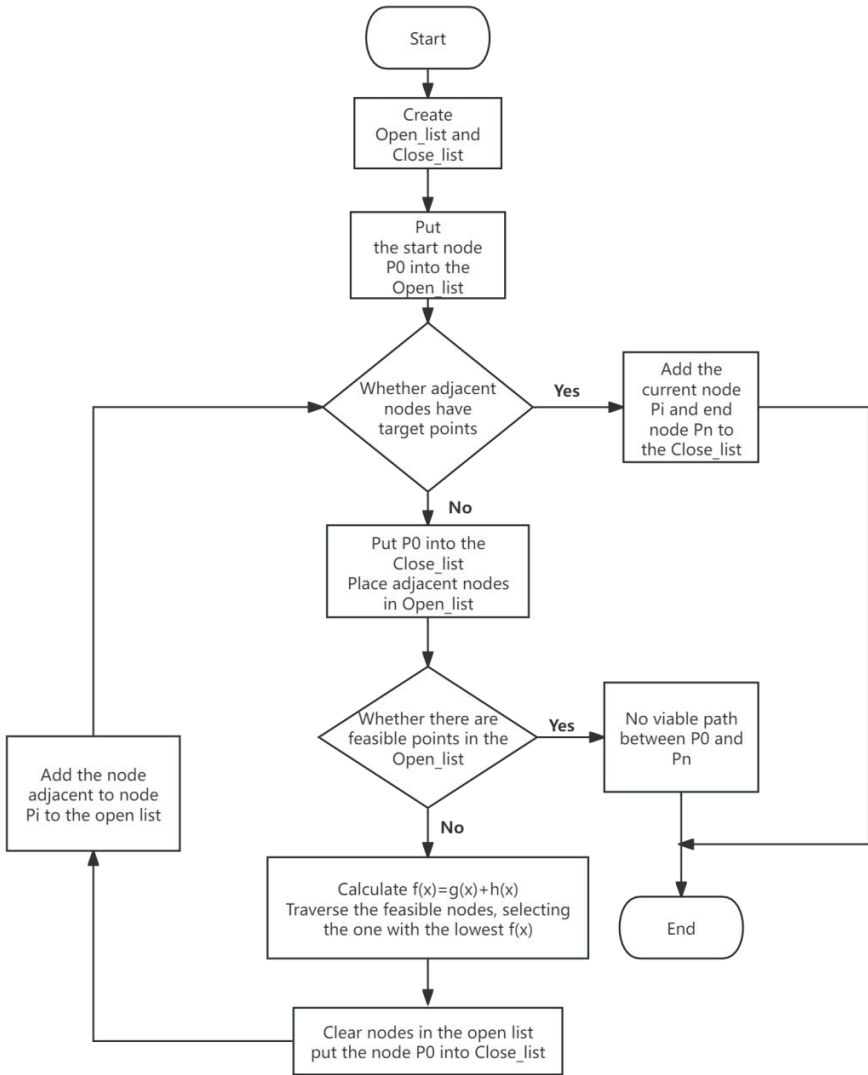 Start
Create
Open_list and
Close_list
Put
the start node
P0 into the
Open_list
Whether adjacent
nodes have
target points
Yes
Add the
current node
Pi and end
node Pn to
the Close_list
No
Put P0 into the
Close_list
Place adjacent nodes
in Open_list
Whether there are
feasible points in the
Open_list
Yes
No viable path
between P0 and
Pn
Add the node
adjacent to node
Pi to the open list
No
Calculate f(x)=g(x)+h(x)
Traverse the feasible nodes, selecting
the one with the lowest f(x)
End
Clear nodes in the open list
put the node P0 into Close_list